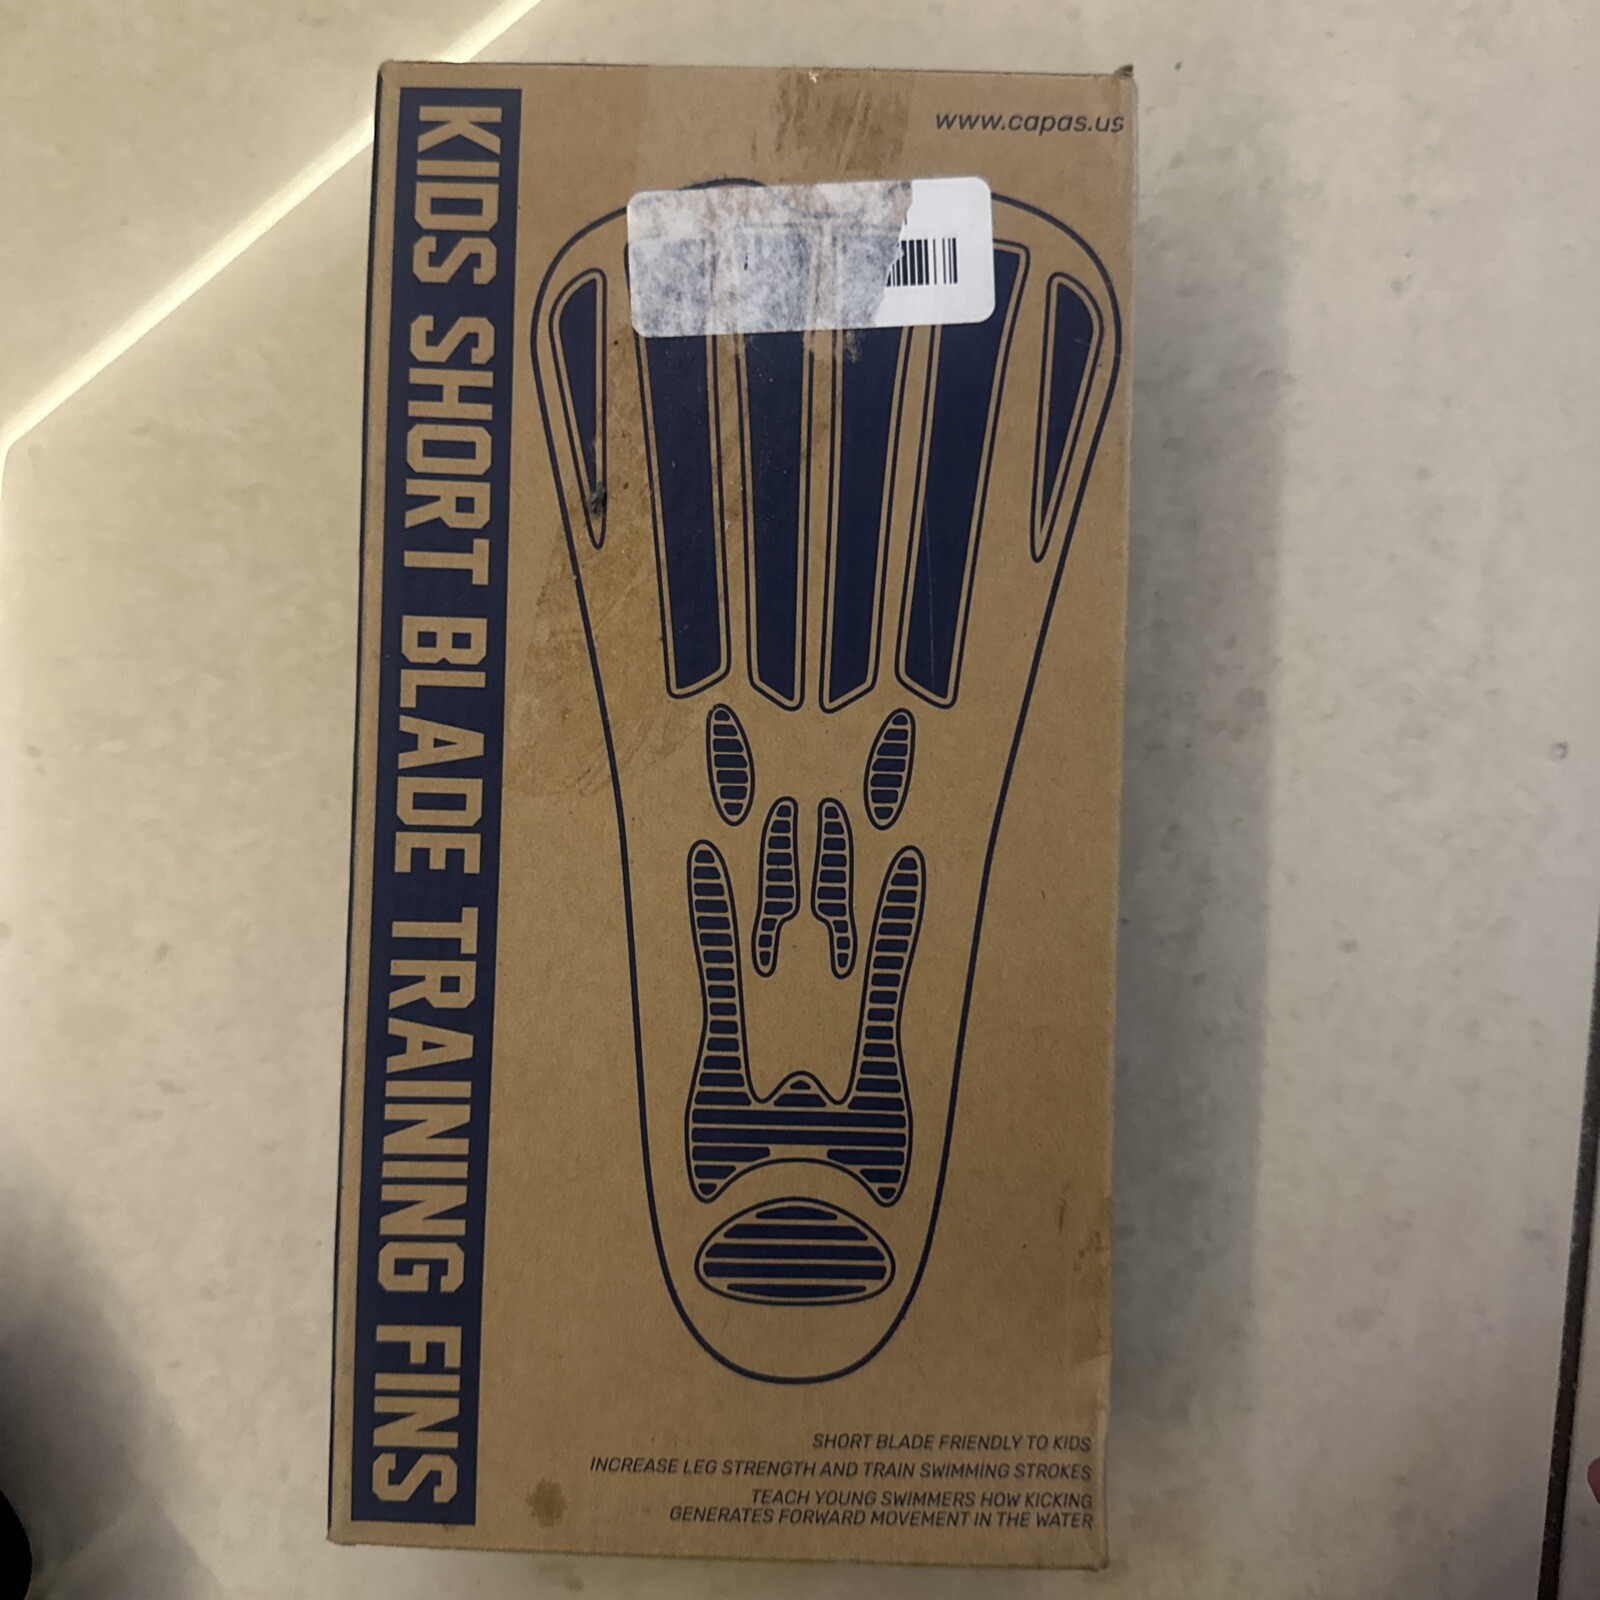 www.capas.us
KIDS SHORT BLADE TRAINING FINS
SHORT BLADE FRIENDLY TO KIDS
INCREASE LEG STRENGTH AND TRAIN SWIMMING STROKES
TEACH YOUNG SWIMMERS HOW KICKING
GENERATES FORWARD MOVEMENT IN THE WATER